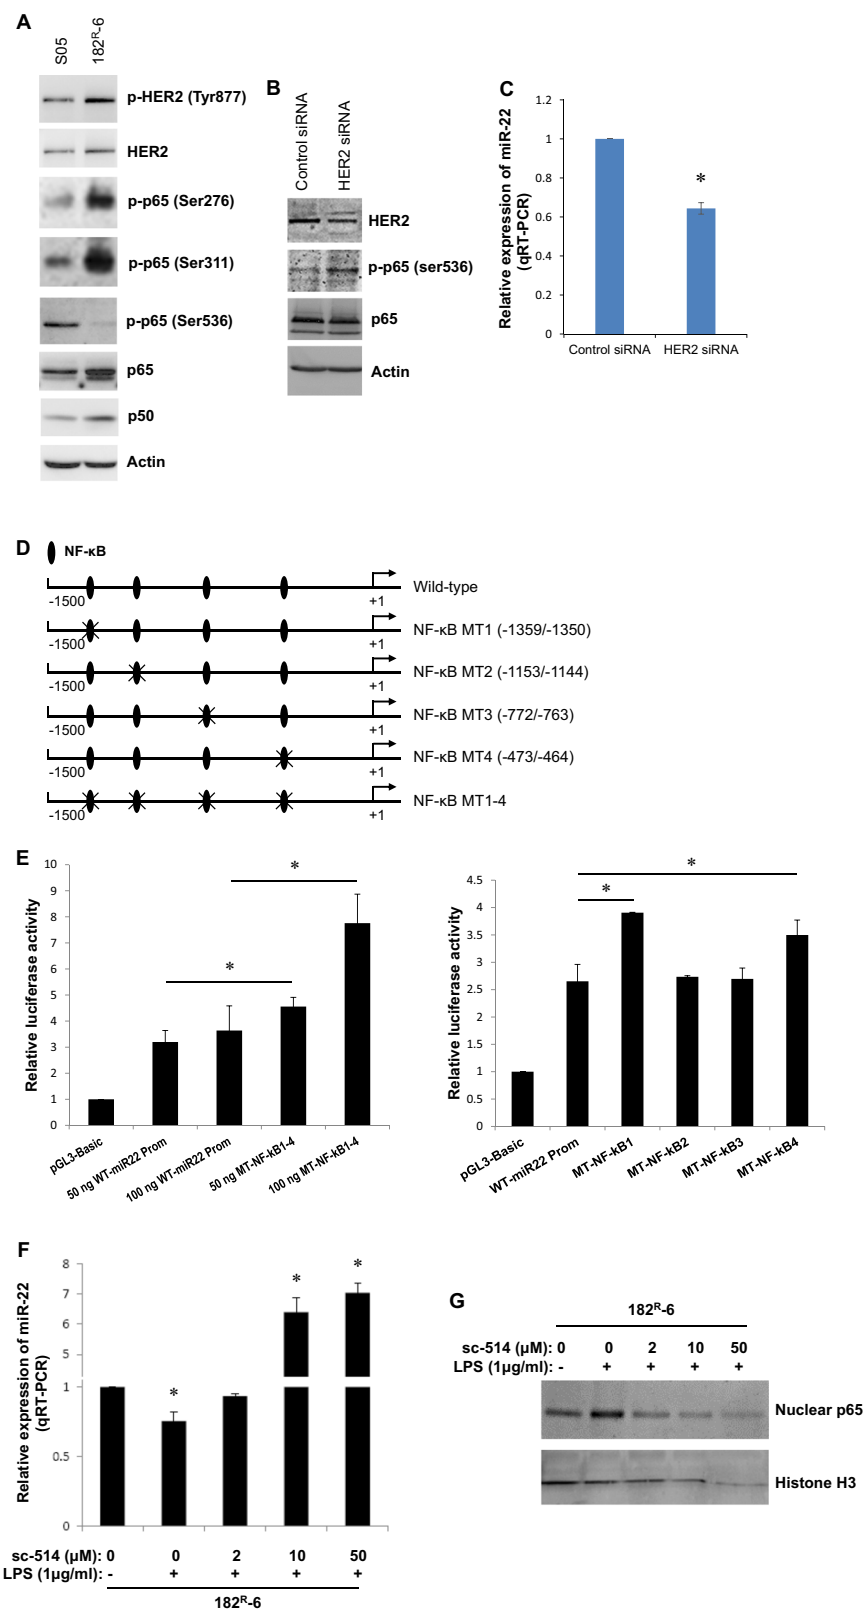 A
S05
182R-6
p-HER2 (Tyr877)
HER2
p-p65 (Ser276)
p-p65 (Ser311)
p-p65 (Ser536)
p65
p50
Actin
B
Control siRNA
HER2 siRNA
HER2
p-p65 (ser536)
p65
Actin
C
Relative expression of miR-22
(qRT-PCR)
1.2
1
0.8
0.6
0.4
0.2
0
*
Control siRNA
HER2 siRNA
D
NF-κB
-1500
+1
Wild-type
-1500
+1
NF-κB MT1 (-1359/-1350)
-1500
+1
NF-κB MT2 (-1153/-1144)
-1500
+1
NF-κB MT3 (-772/-763)
-1500
+1
NF-κB MT4 (-473/-464)
-1500
+1
NF-κB MT1-4
E
Relative luciferase activity
10
9
8
7
6
5
4
3
2
1
0
*
*
pGL3-Basic
50 ng WT-miR22 Prom
100 ng WT-miR22 Prom
50 ng MT-NF-kB1-4
100 ng MT-NF-kB1-4
Relative luciferase activity
4.5
4
3.5
3
2.5
2
1.5
1
0.5
0
*
*
pGL3-Basic
WT-miR22 Prom
MT-NF-kB1
MT-NF-kB2
MT-NF-kB3
MT-NF-kB4
F
Relative expression of miR-22
(qRT-PCR)
8
7
6
5
1
0.5
0
*
*
*
sc-514 (µM): 0 0 2 10 50
LPS (1µg/ml): - + + + +
182R-6
G
182R-6
sc-514 (µM): 0 0 2 10 50
LPS (1µg/ml): - + + + +
Nuclear p65
Histone H3